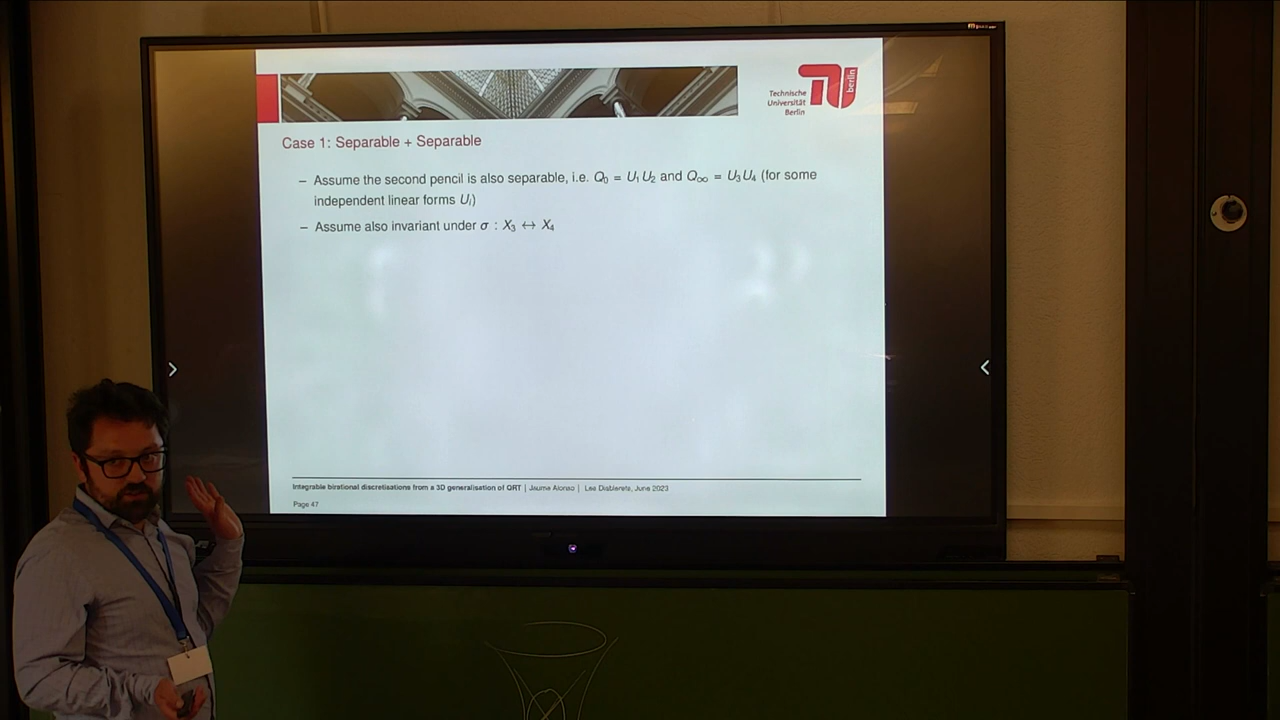 Technische
Universität
Berlin
berlin
Case 1: Separable + Separable
– Assume the second pencil is also separable, i.e. Q₀ = U₁U₂ and Q∞ = U₃U₄ (for some
independent linear forms Uᵢ)
– Assume also invariant under σ : X₃ ↔ X₄
Integrable birational discretisations from a 3D generalisation of QRT | Jaume Alonso | Les Diablerets, June 2023
Page 47